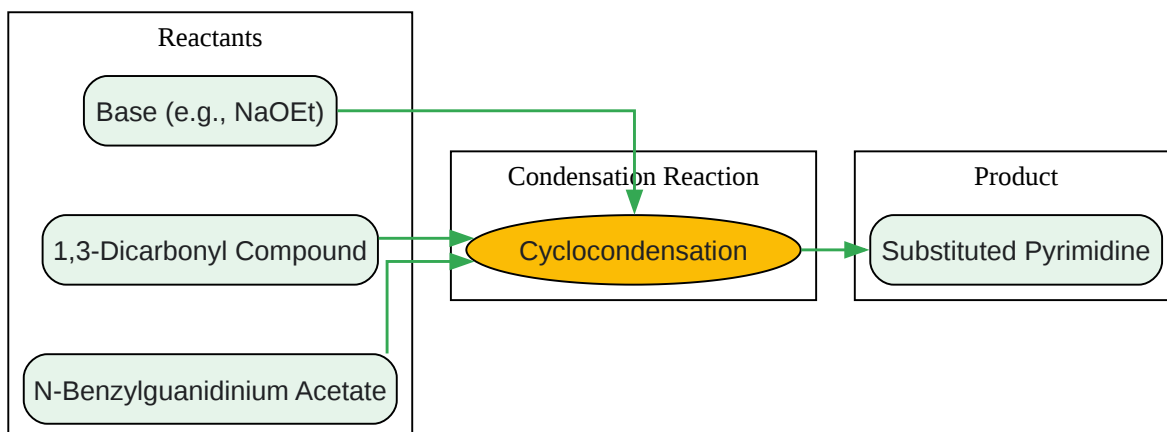 Reactants
Base (e.g., NaOEt)
Condensation Reaction
Product
1,3-Dicarbonyl Compound
Cyclocondensation
Substituted Pyrimidine
N-Benzylguanidinium Acetate